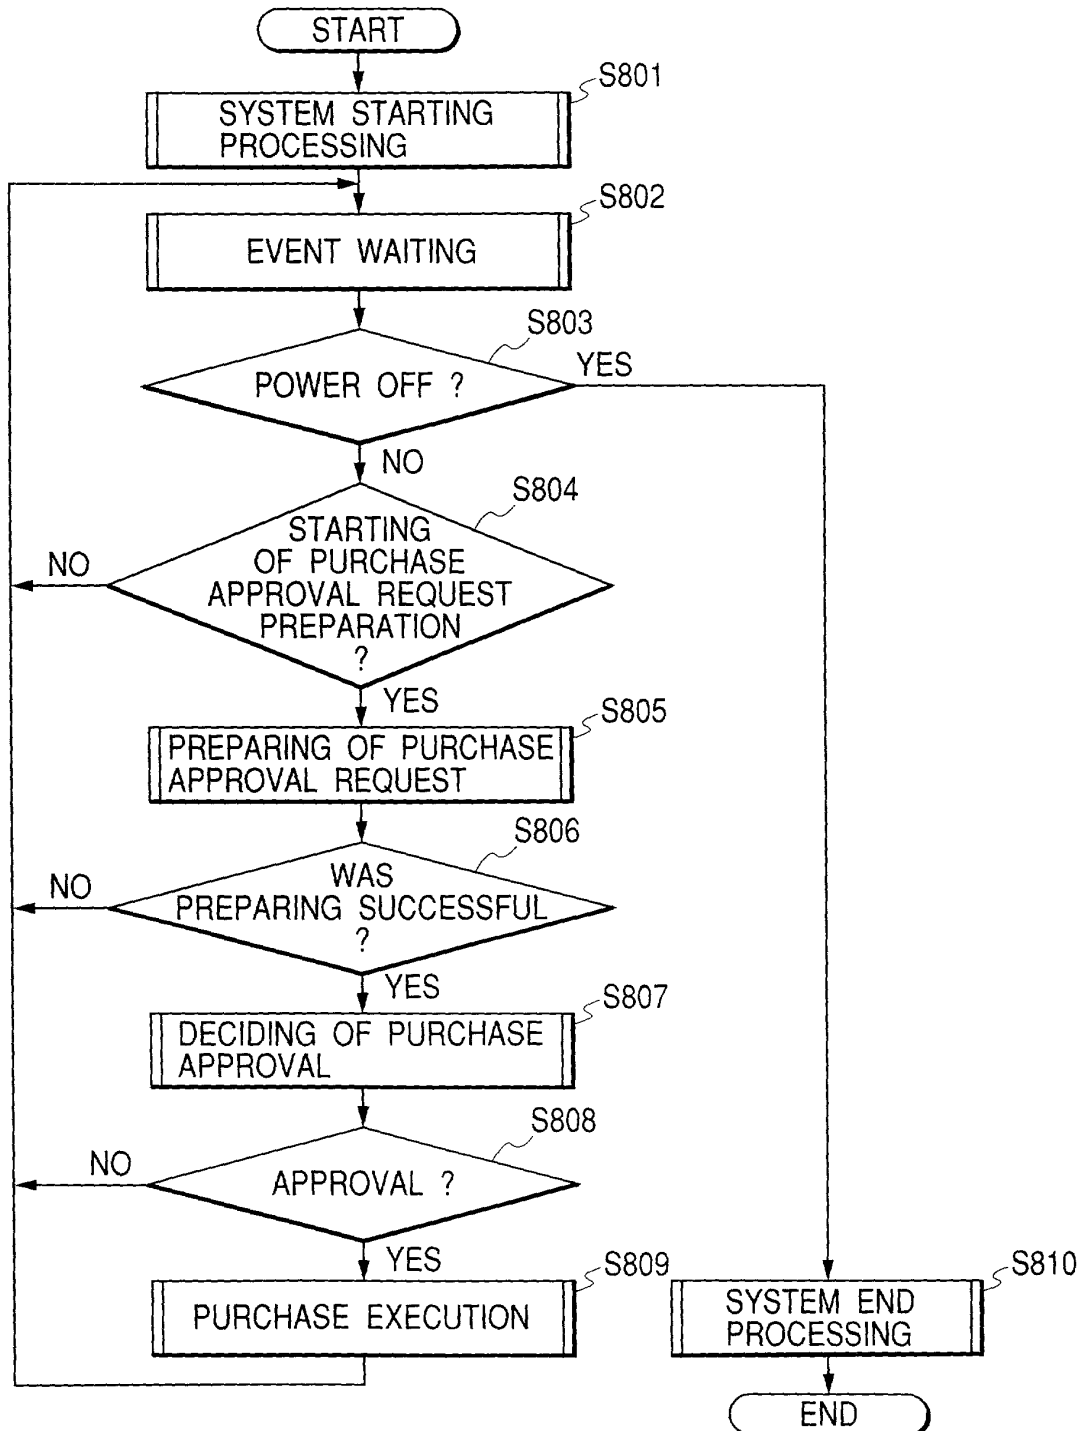 START
S801
SYSTEM STARTING
PROCESSING
S802
EVENT WAITING
S803
POWER OFF ?
YES
NO
S804
STARTING
OF PURCHASE
APPROVAL REQUEST
PREPARATION
?
NO
YES
S805
PREPARING OF PURCHASE
APPROVAL REQUEST
S806
WAS
PREPARING SUCCESSFUL
?
NO
YES
S807
DECIDING OF PURCHASE
APPROVAL
S808
APPROVAL ?
NO
YES
S809
PURCHASE EXECUTION
S810
SYSTEM END
PROCESSING
END